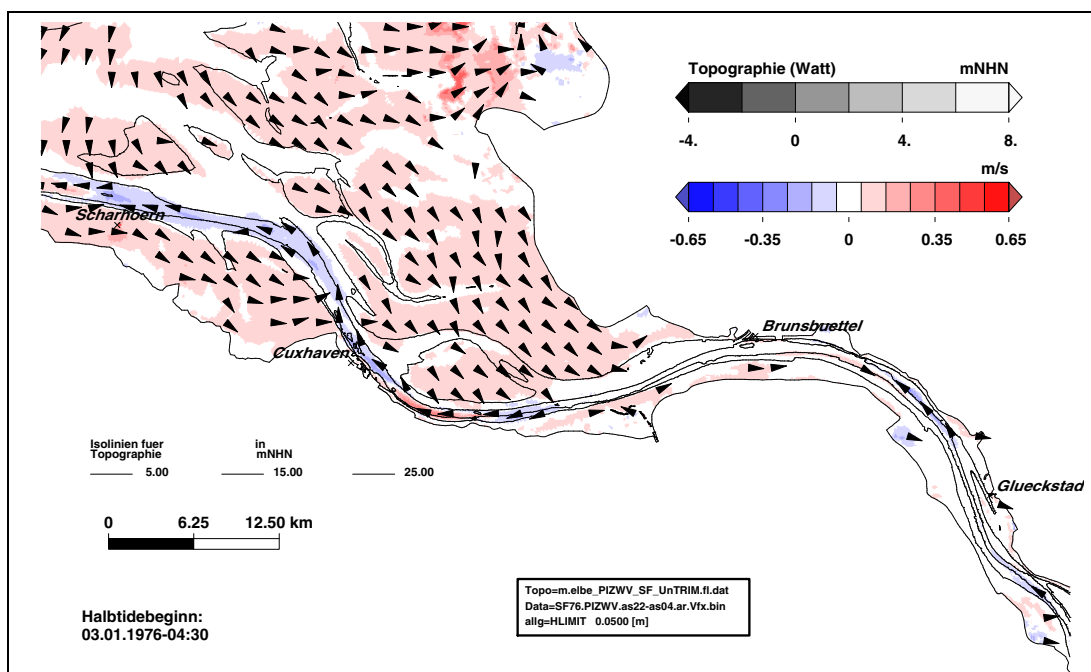 Topographie (Watt) mNHN
-4. 0 4. 8.
m/s
-0.65 -0.35 0 0.35 0.65
Scharhoern
Brunsbuettel
Cuxhaven
Glueckstad
Isolinien fuer in
Topographie mNHN
5.00 15.00 25.00
0 6.25 12.50 km
Topo=m.elbe_PIZWV_SF_UnTRIM.fl.dat
Data=SF76.PIZWV.as22-as04.ar.Vfx.bin
allg=HLIMIT 0.0500 [m]
Halbtidebeginn:
03.01.1976-04:30